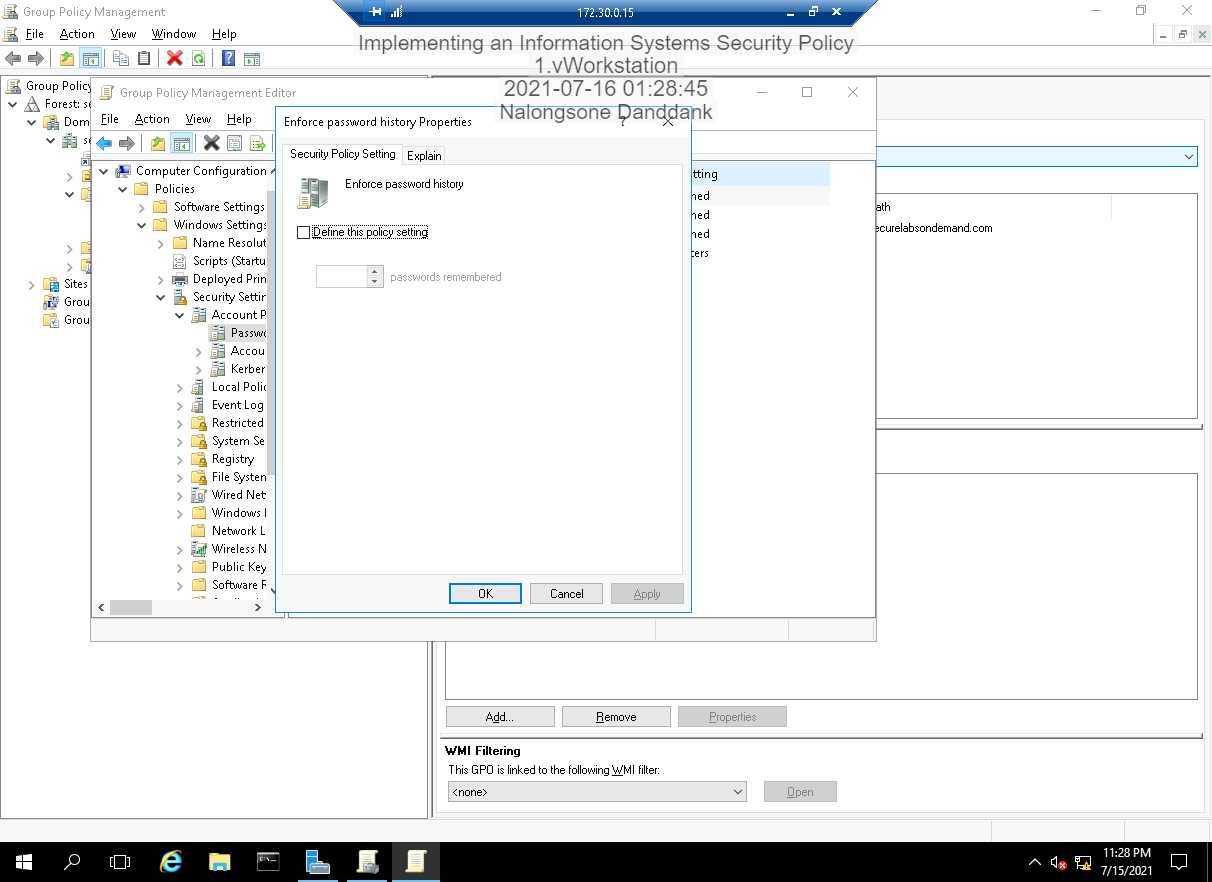 Group Policy Management
172.30.0.15
File Action View Window Help
Implementing an Information Systems Security Policy
1.vWorkstation
2021-07-16 01:28:45
Nalongsone Danddank
Group Policy
Forest: se
Dom
se
Sites
Grou
Grou
Group Policy Management Editor
File Action View Help
Computer Configuration
Policies
Software Settings
Windows Settings
Name Resolut
Scripts (Startu
Deployed Prin
Security Settin
Account P
Passwo
Accou
Kerber
Local Polic
Event Log
Restricted
System Se
Registry
File System
Wired Net
Windows
Network L
Wireless N
Public Key
Software R
Enforce password history Properties
?
Security Policy Setting
Explain
Enforce password history
Define this policy setting
passwords remembered
OK
Cancel
Apply
tting
ned
ned
ned
ters
ath
ecurelabsondemand.com
Add...
Remove
Properties
WMI Filtering
This GPO is linked to the following WMI filter:
<none>
Open
11:28 PM
7/15/2021